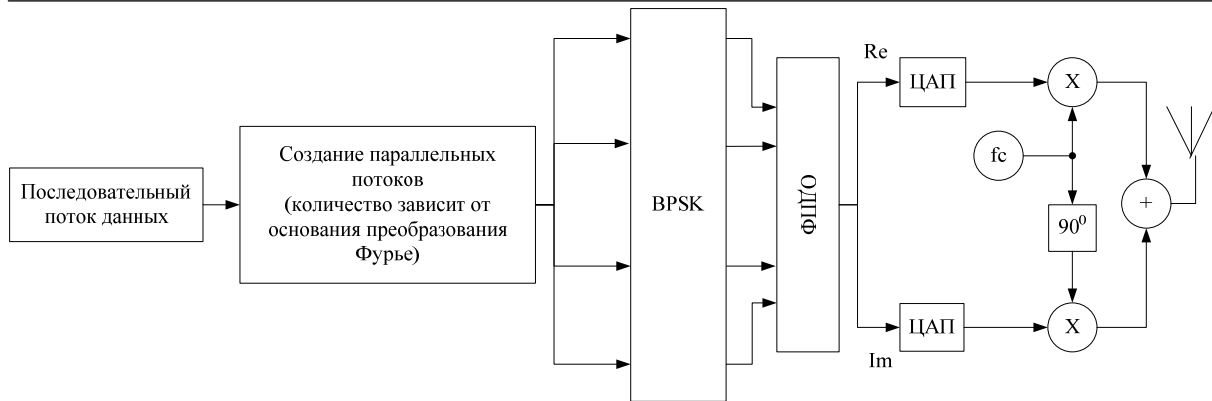 Последовательный
поток данных
Создание параллельных
потоков
(количество зависит от
основания преобразования
Фурье)
BPSK
ОДПФ
Re
ЦАП
X
fc
90⁰
+
Im
ЦАП
X